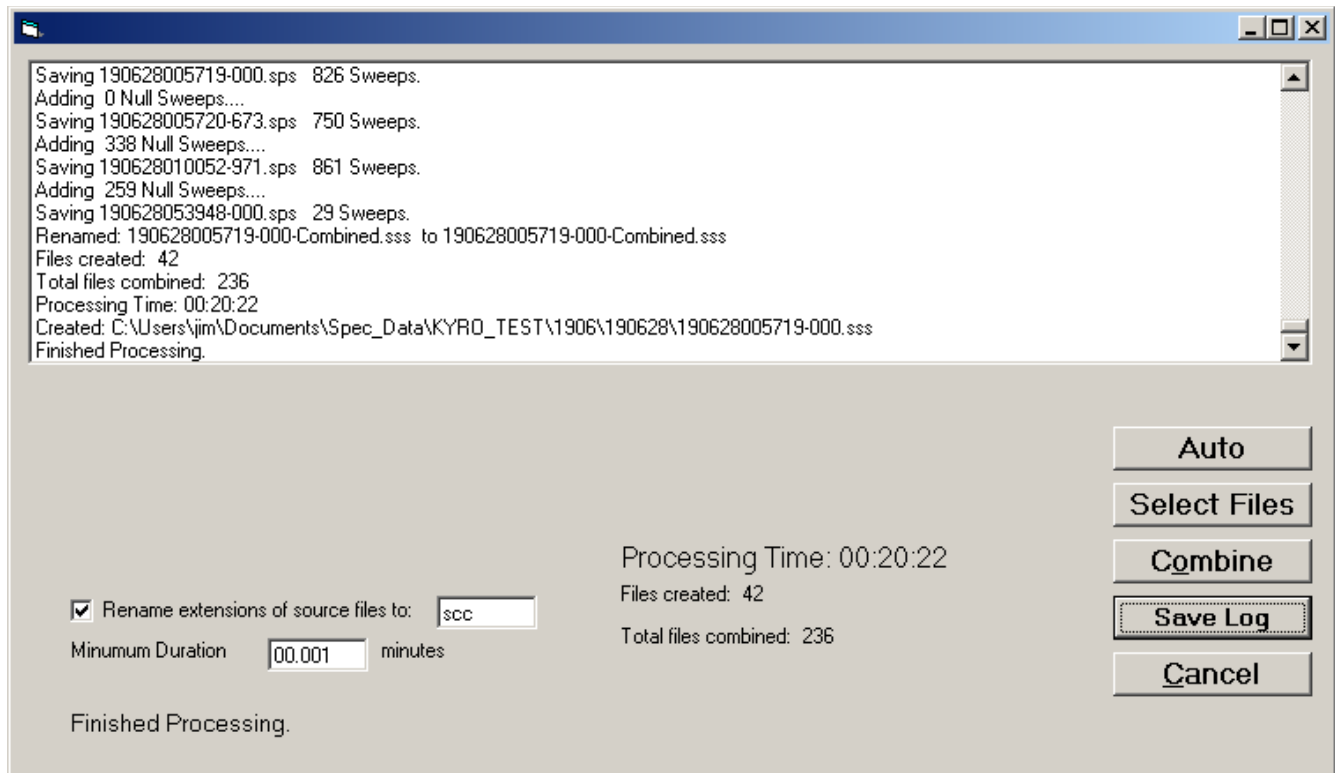 Saving 190628005719-000.sps   826 Sweeps.
Adding  0 Null Sweeps....
Saving 190628005720-673.sps   750 Sweeps.
Adding  338 Null Sweeps....
Saving 190628010052-971.sps   861 Sweeps.
Adding  259 Null Sweeps....
Saving 190628053948-000.sps   29 Sweeps.
Renamed: 190628005719-000-Combined.sss  to 190628005719-000-Combined.sss
Files created:  42
Total files combined:  236
Processing Time: 00:20:22
Created: C:\Users\jim\Documents\Spec_Data\KYRO_TEST\1906\190628\190628005719-000.sss
Finished Processing.
Auto
Select Files
Processing Time: 00:20:22
Combine
Files created:  42
Rename extensions of source files to: scc
Save Log
Total files combined:  236
Minumum Duration 00.001 minutes
Cancel
Finished Processing.